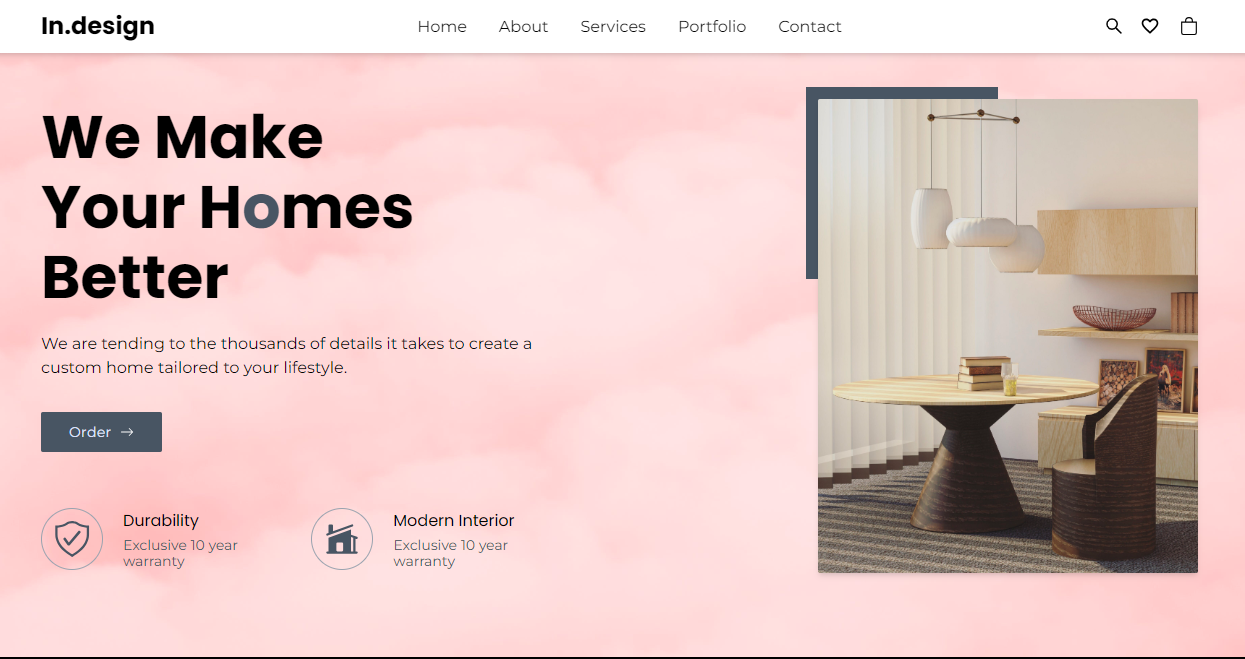 In.design
Home About Services Portfolio Contact
We Make
Your Homes
Better
We are tending to the thousands of details it takes to create a
custom home tailored to your lifestyle.
Order →
Durability
Exclusive 10 year
warranty
Modern Interior
Exclusive 10 year
warranty